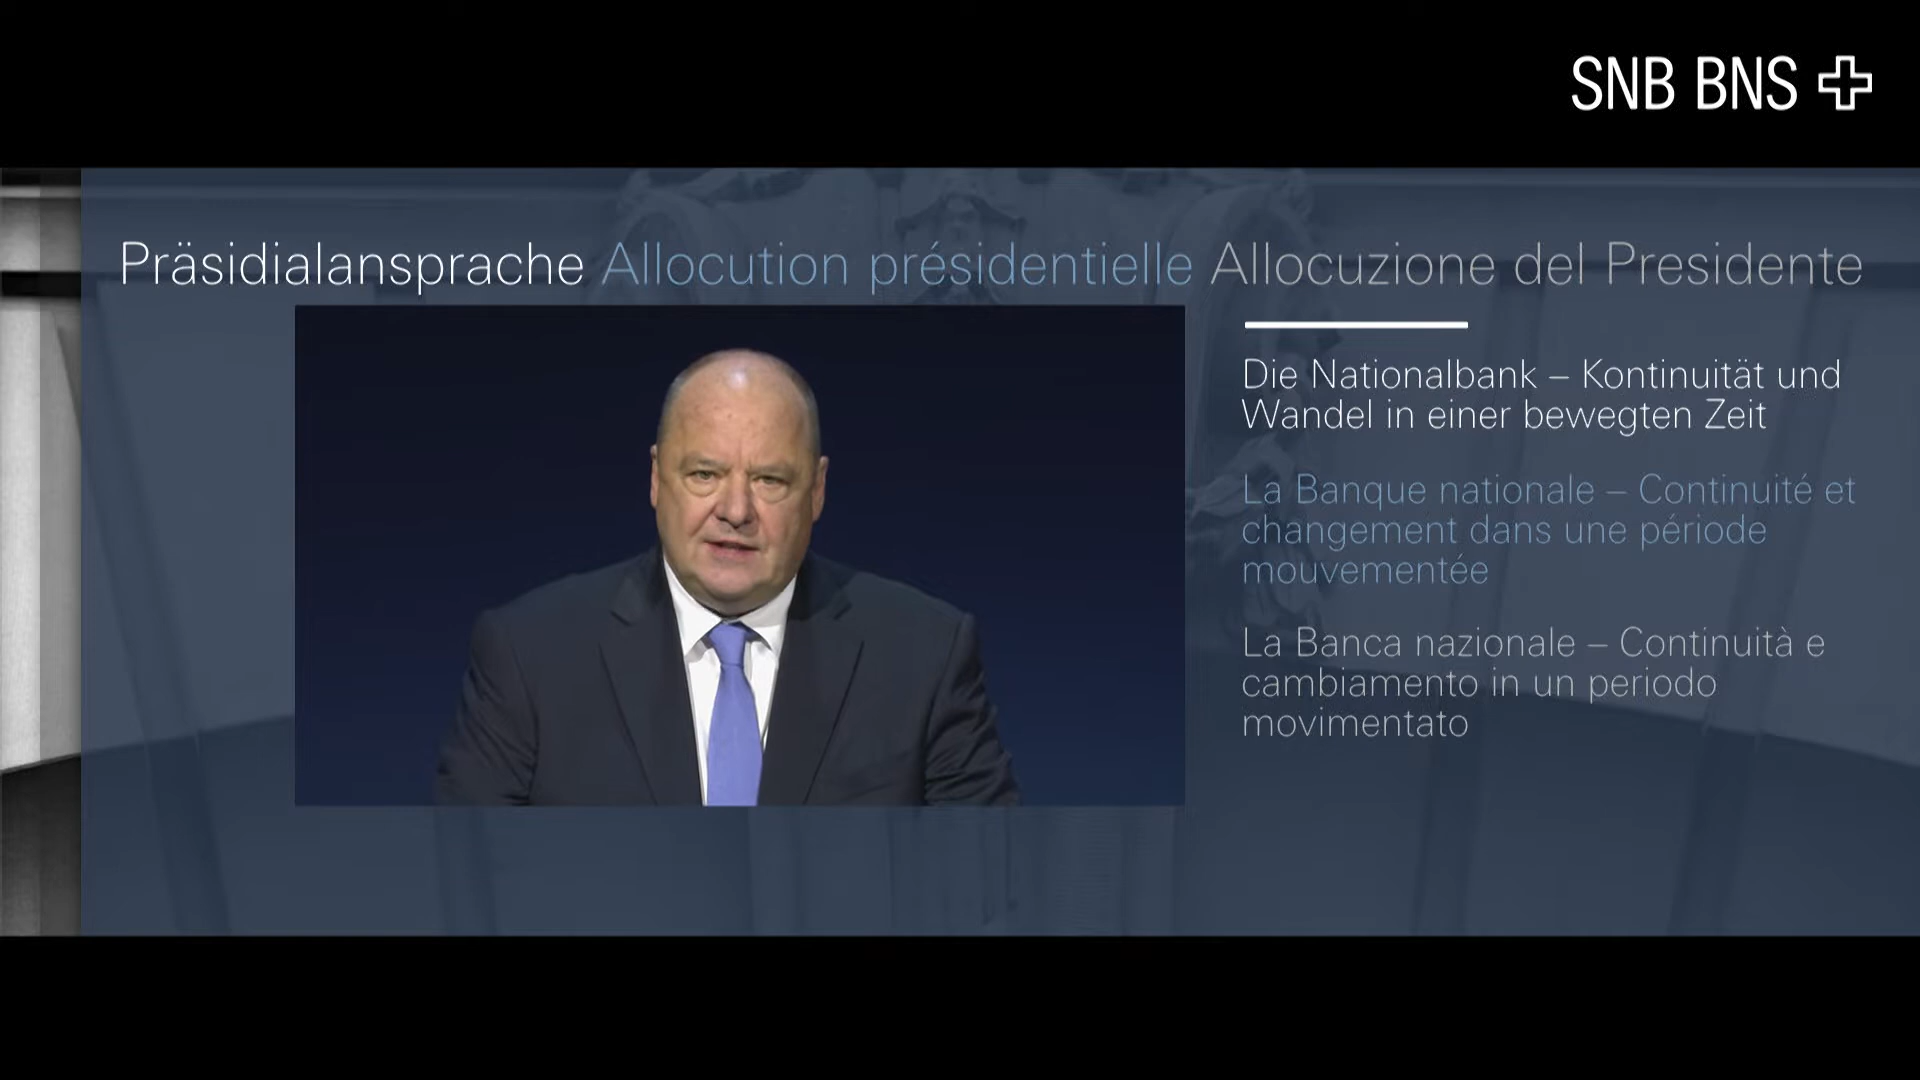 SNB BNS
Präsidialansprache Allocution présidentielle Allocuzione del Presidente
Die Nationalbank – Kontinuität und
Wandel in einer bewegten Zeit
La Banque nationale – Continuité et
changement dans une période
mouvementée
La Banca nazionale – Continuità e
cambiamento in un periodo
movimentato